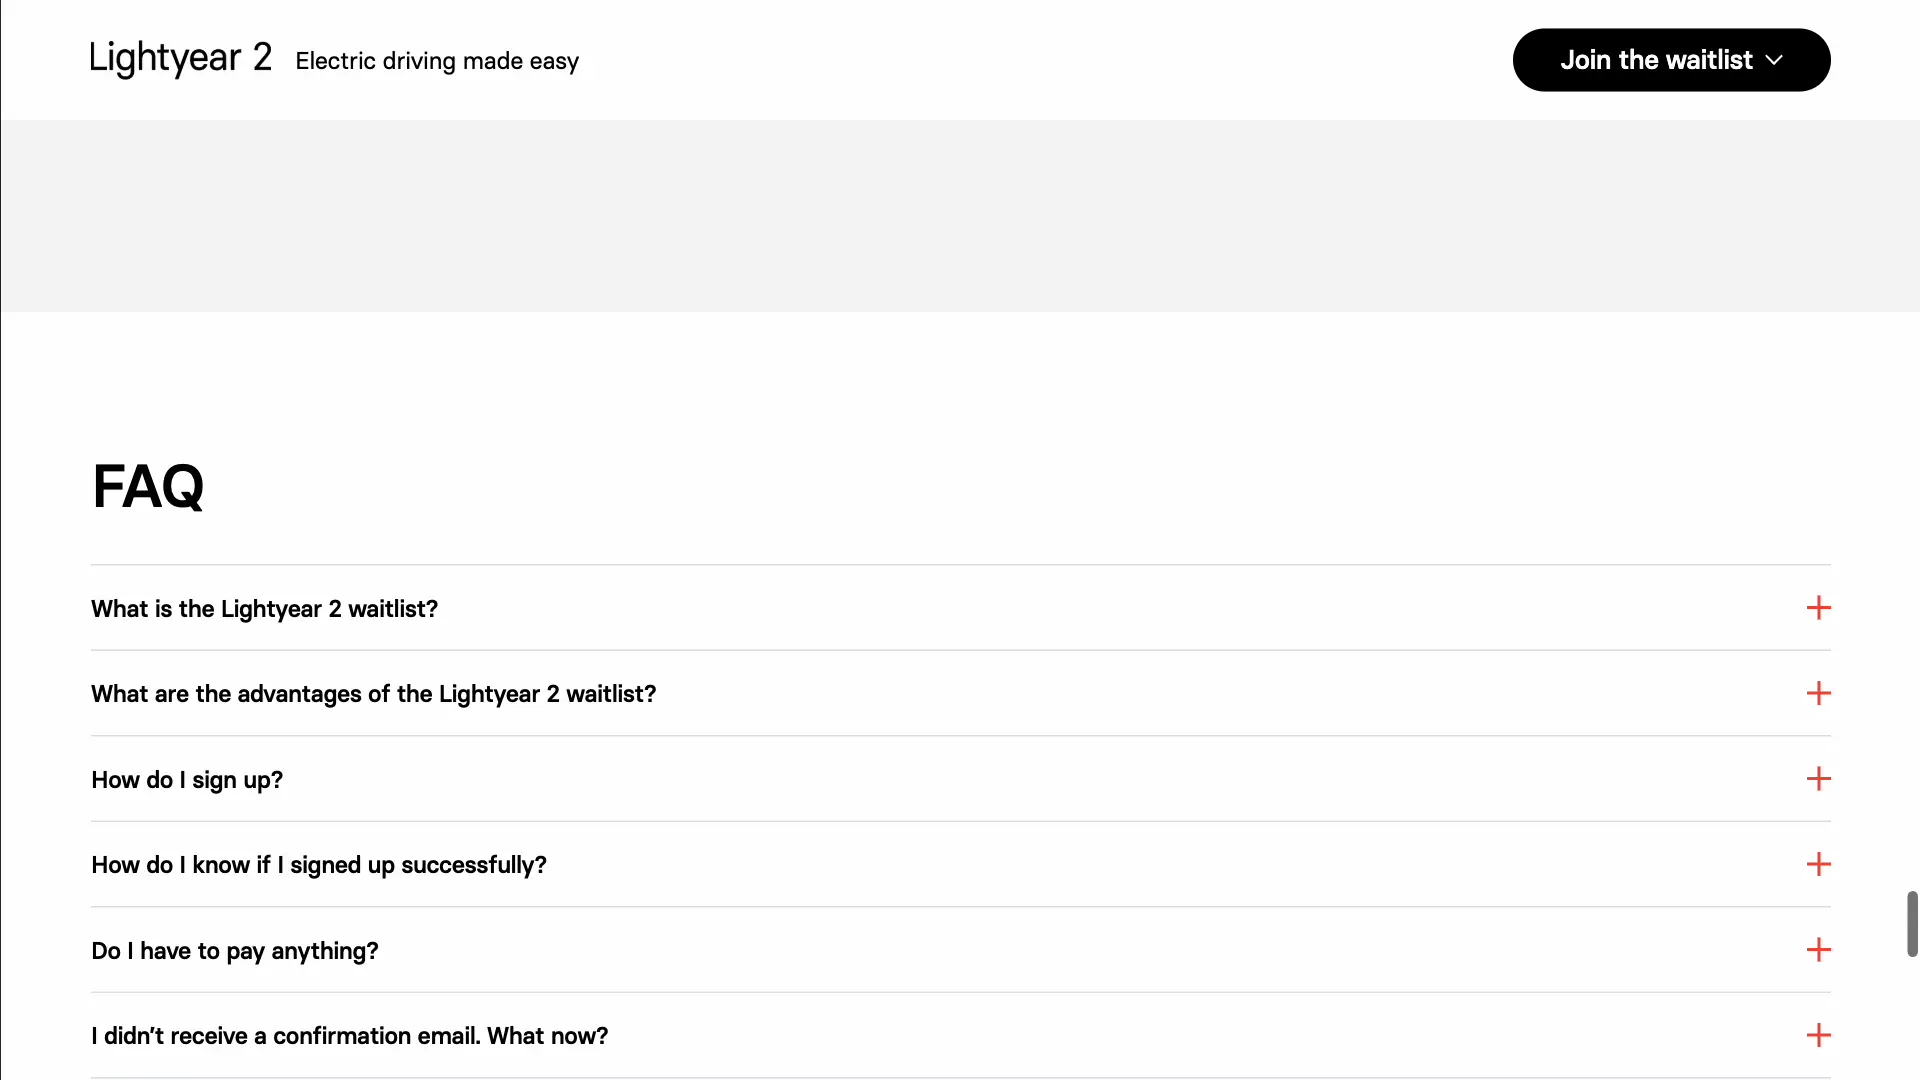 Lightyear 2 Electric driving made easy
Join the waitlist
FAQ
What is the Lightyear 2 waitlist?
What are the advantages of the Lightyear 2 waitlist?
How do I sign up?
How do I know if I signed up successfully?
Do I have to pay anything?
I didn’t receive a confirmation email. What now?